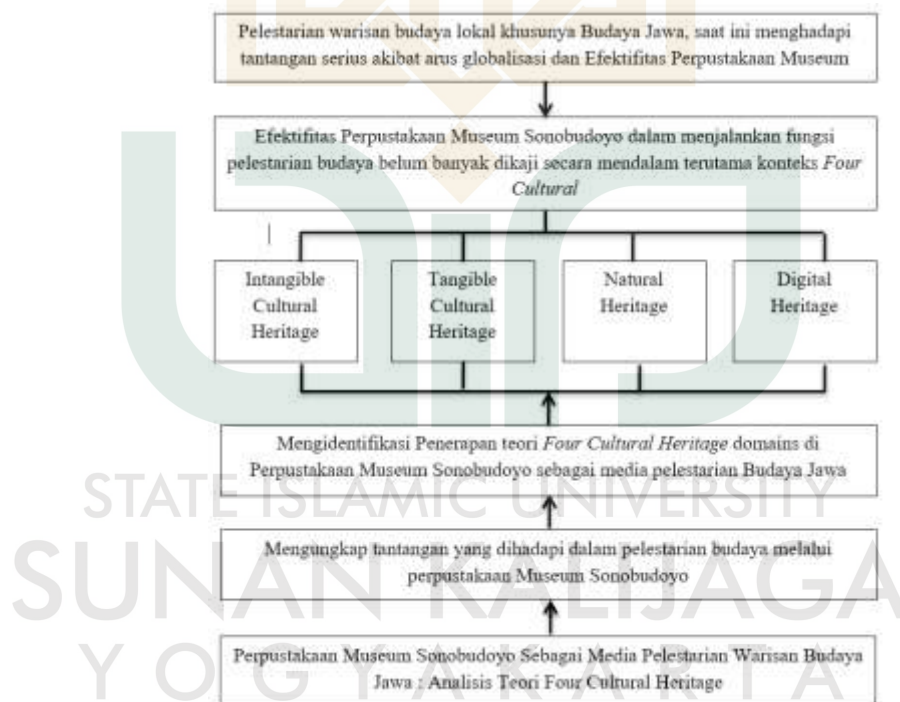 Pelestarian warisan budaya lokal khusunya Budaya Jawa, saat ini menghadapi
tantangan serius akibat arus globalisasi dan Efektifitas Perpustakaan Museum
Efektifitas Perpustakaan Museum Sonobudoyo dalam menjalankan fungsi
pelestarian budaya belum banyak dikaji secara mendalam terutama konteks Four
Cultural
Intangible
Cultural
Heritage
Tangible
Cultural
Heritage
Natural
Heritage
Digital
Heritage
Mengidentifikasi Penerapan teori Four Cultural Heritage domains di
Perpustakaan Museum Sonobudoyo sebagai media pelestarian Budaya Jawa
STATE ISLAMIC UNIVERSITY
Mengungkap tantangan yang dihadapi dalam pelestarian budaya melalui
perpustakaan Museum Sonobudoyo
SUNAN KALIJAGA
Perpustakaan Museum Sonobudoyo Sebagai Media Pelestarian Warisan Budaya
Jawa : Analisis Teori Four Cultural Heritage
YOGYAKARTA